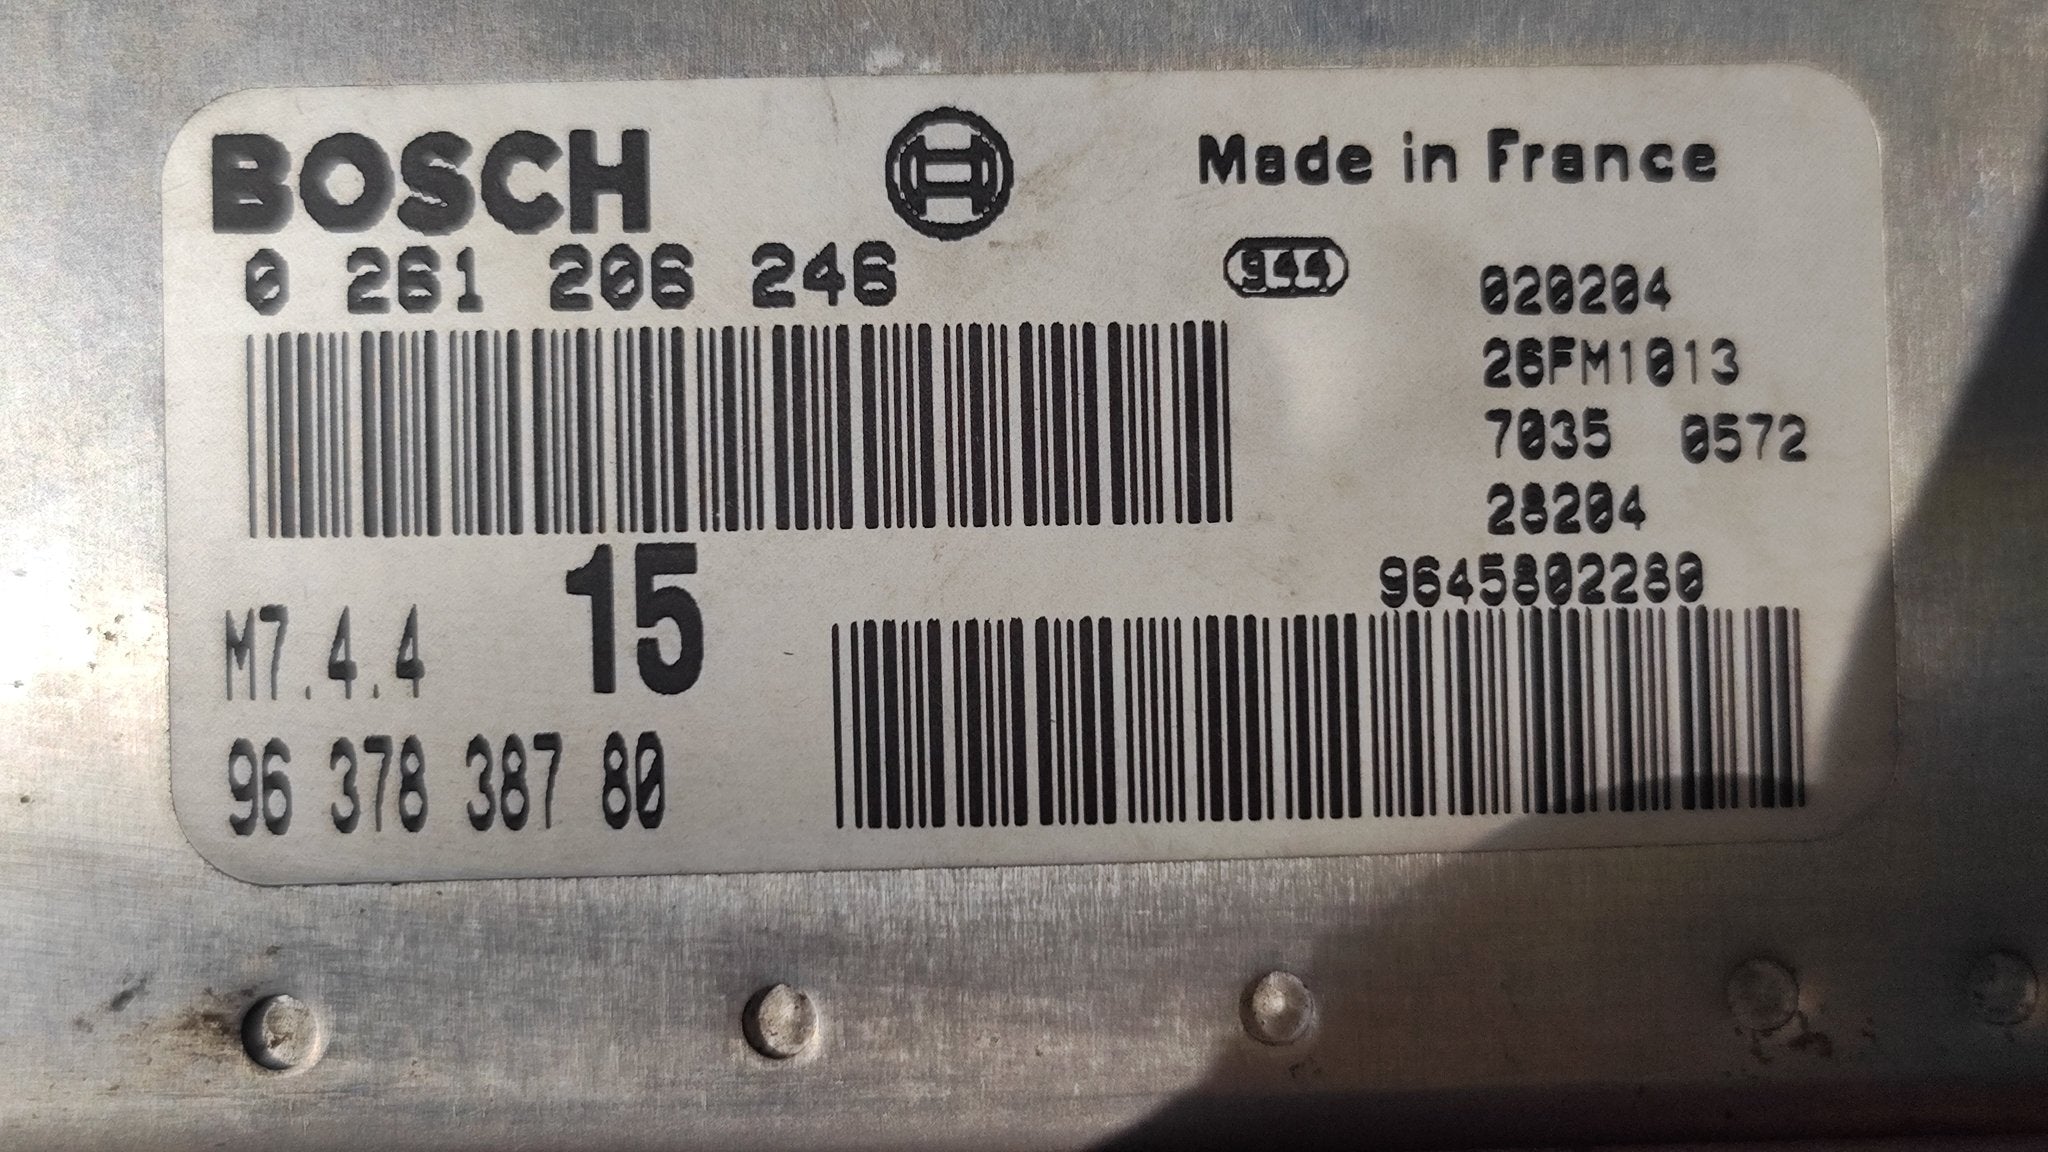 BOSCH
Made in France
0 261 206 246
944
020204
26FM1013
7035 0572
28204
9645802280
M7.4.4
15
96 378 387 80